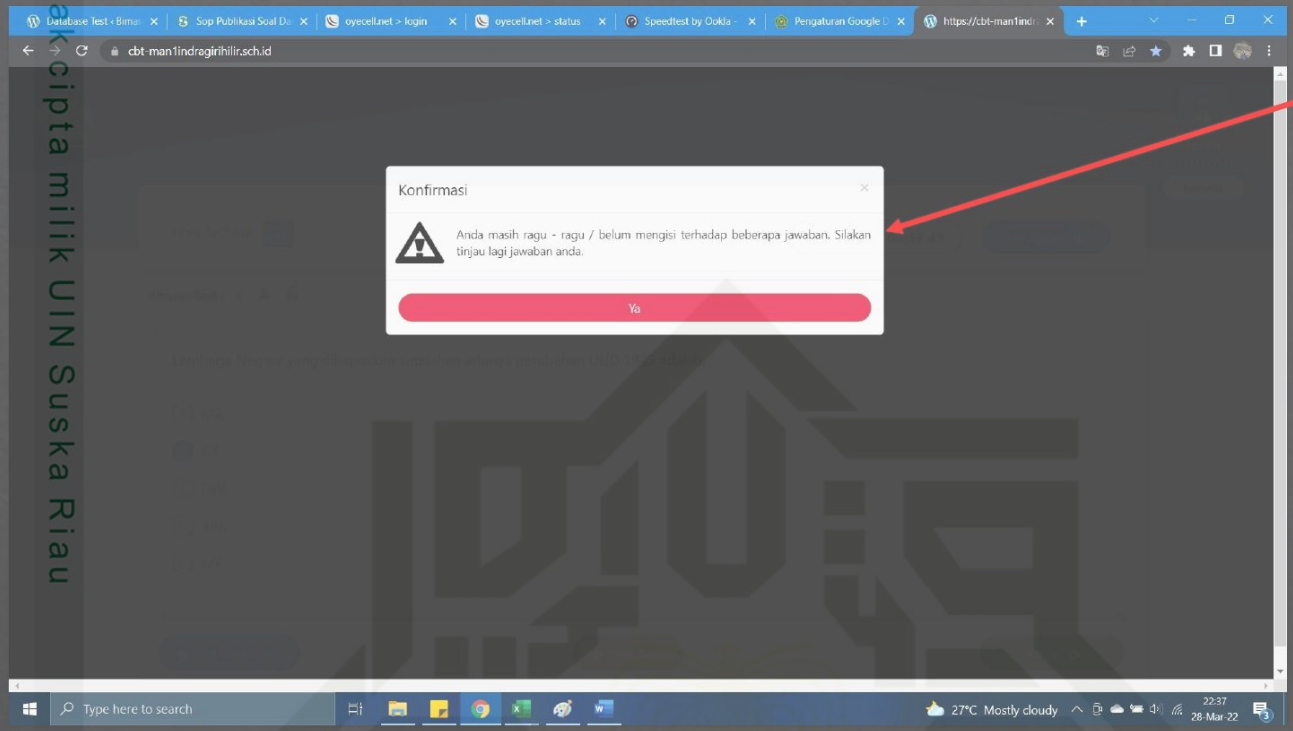 Database Test < Bimas
Sop Publikasi Soal Da
oyecell.net > login
oyecell.net > status
Speedtest by Ookla -
Pengaturan Google D
https://cbt-man1indr
cbt-man1indragirihilir.sch.id
ak cipta milik UIN Suska Riau
Konfirmasi
Anda masih ragu - ragu / belum mengisi terhadap beberapa jawaban. Silakan
tinjau lagi jawaban anda.
Ya
Type here to search
27°C Mostly cloudy
22:37
28-Mar-22
3